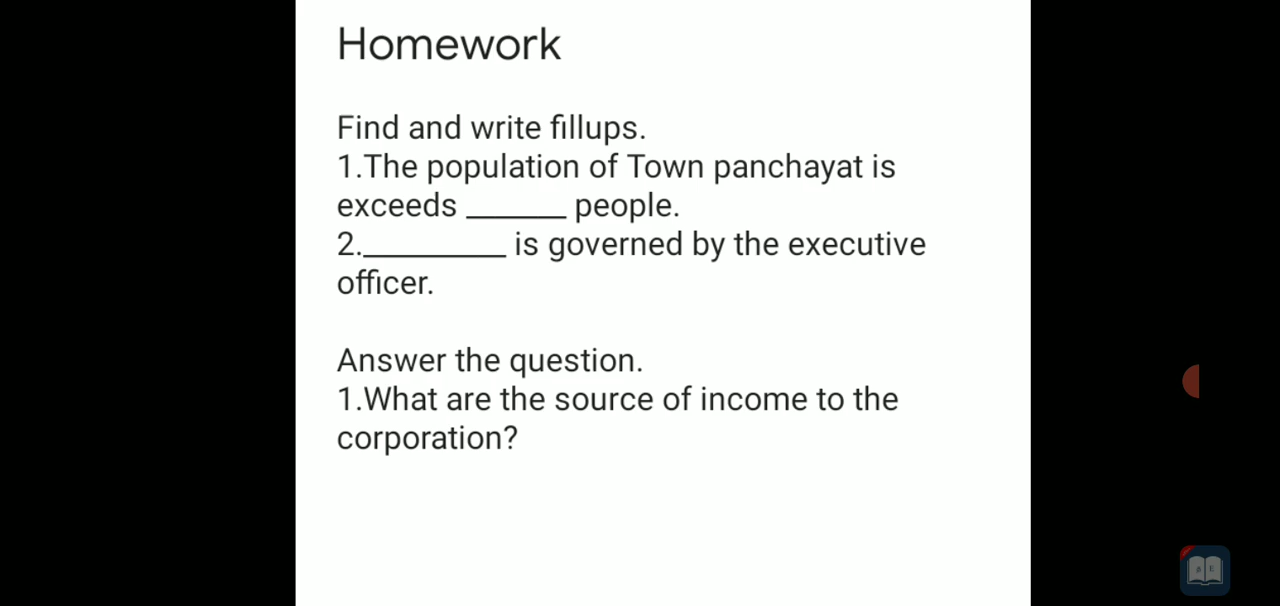 Homework
Find and write fillups.
1.The population of Town panchayat is
exceeds ______ people.
2.________ is governed by the executive
officer.
Answer the question.
1.What are the source of income to the
corporation?